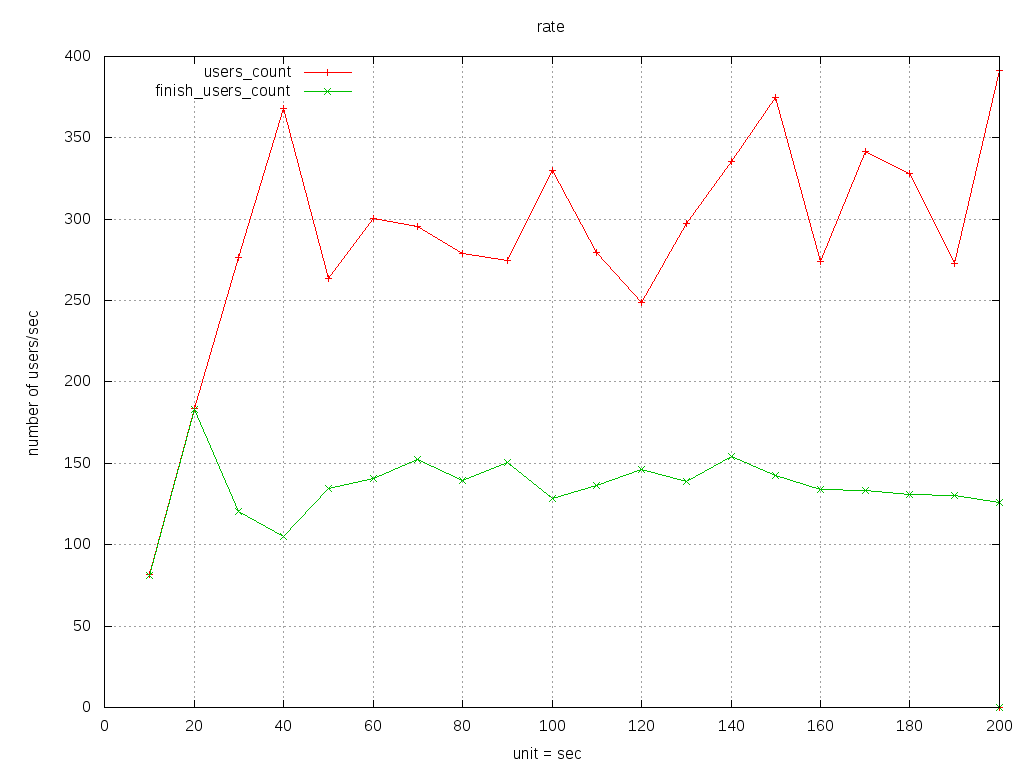 rate
400
350
300
250
200
150
100
50
0
users_count
finish_users_count
number of users/sec
0 20 40 60 80 100 120 140 160 180 200
unit = sec